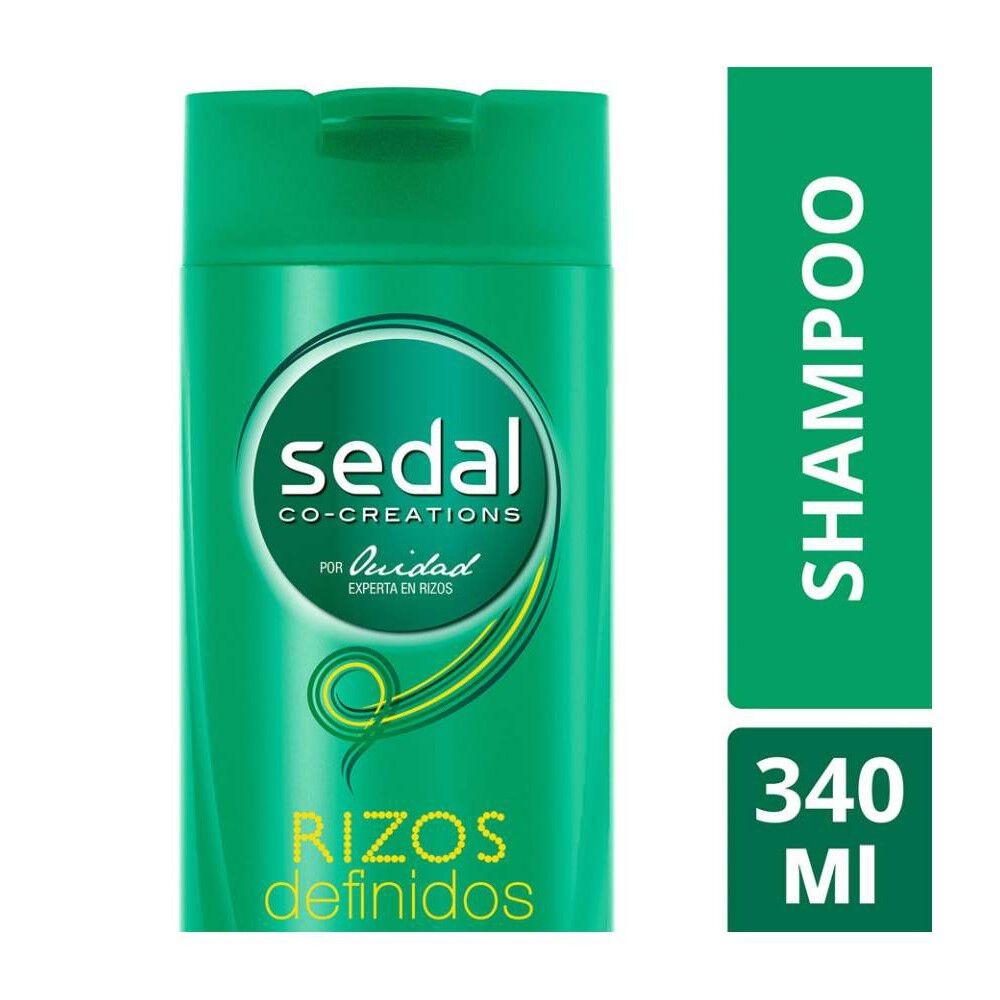 sedal
CO-CREATIONS
POR Ouidad
EXPERTA EN RIZOS
RIZOS
definidos
SHAMPOO
340
Ml